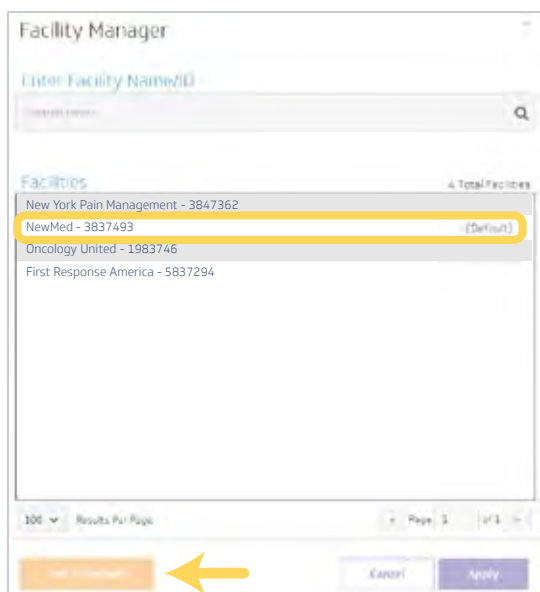 Facility Manager
Enter Facility Name/ID
Facilities
4 Total Facilities
New York Pain Management - 3847362
NewMed - 3837493
(Default)
Oncology United - 1983746
First Response America - 5837294
100
Results Per Page
Page 1 of 1
Cancel
Apply